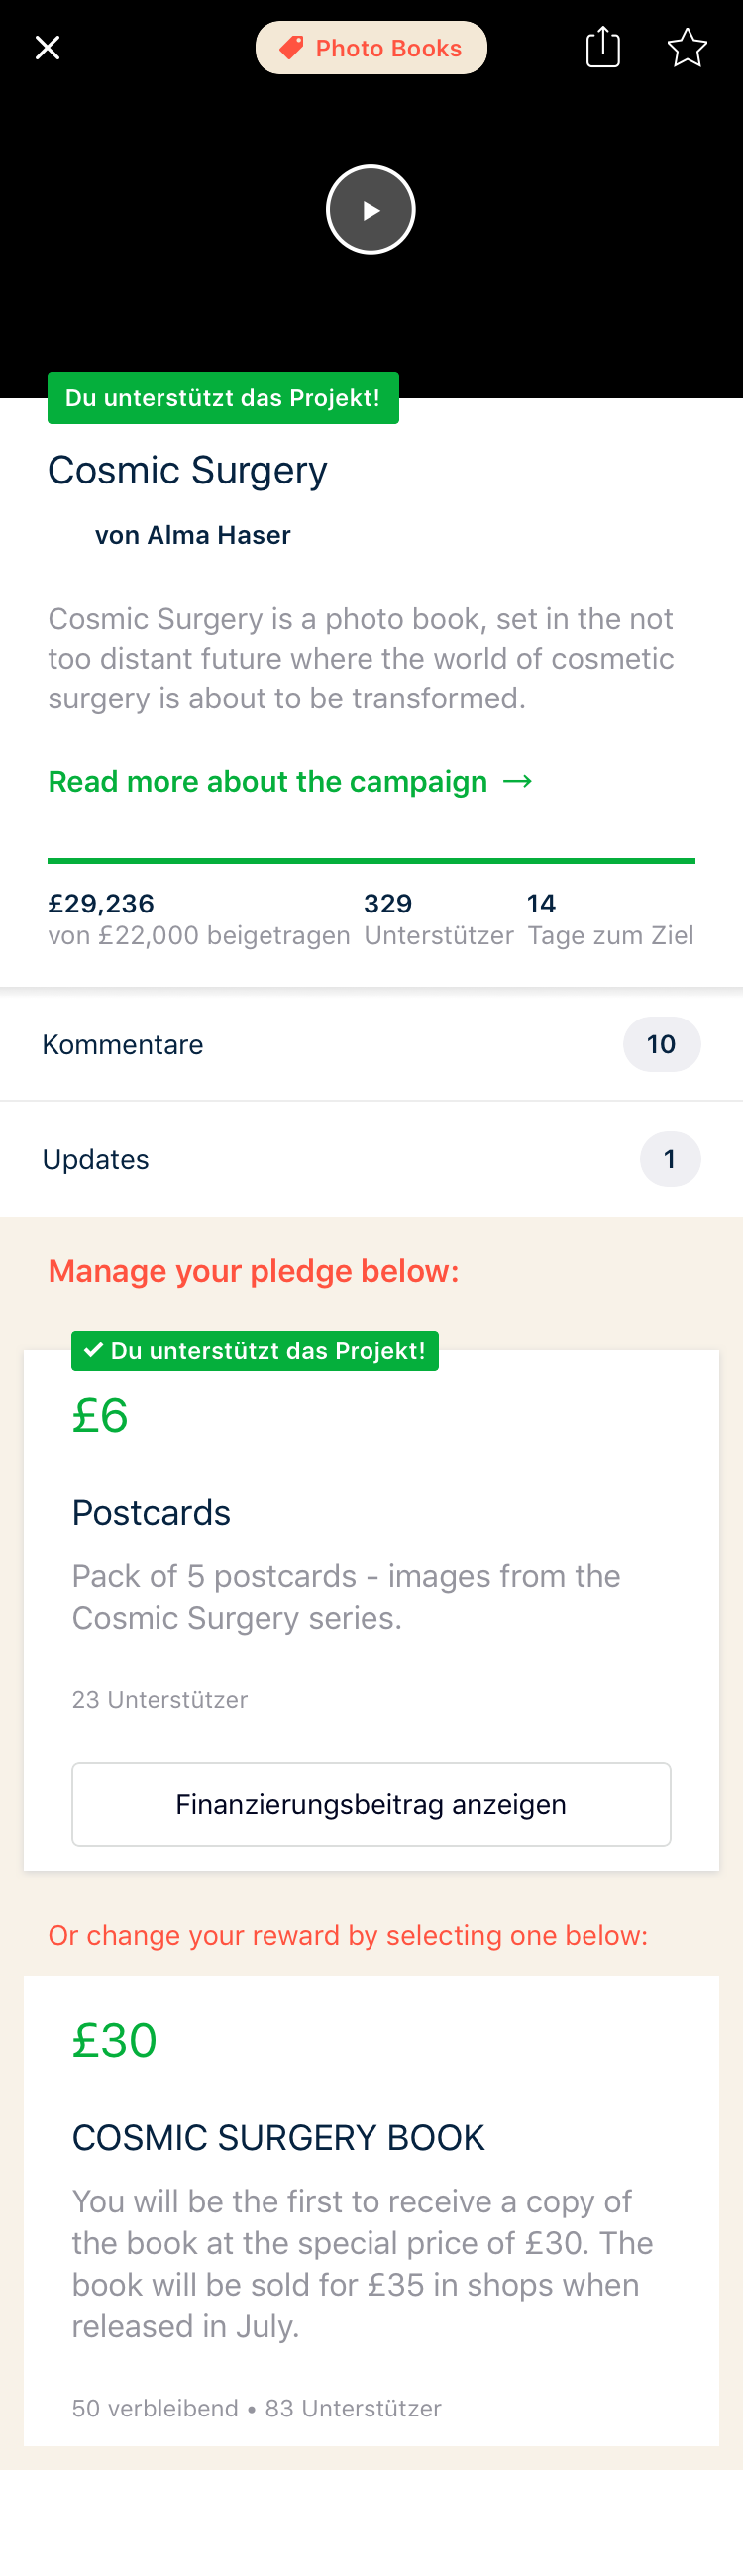 Photo Books
Du unterstützt das Projekt!
Cosmic Surgery
von Alma Haser
Cosmic Surgery is a photo book, set in the not
too distant future where the world of cosmetic
surgery is about to be transformed.
Read more about the campaign →
£29,236 329 14
von £22,000 beigetragen Unterstützer Tage zum Ziel
Kommentare 10
Updates 1
Manage your pledge below:
✓ Du unterstützt das Projekt!
£6
Postcards
Pack of 5 postcards - images from the
Cosmic Surgery series.
23 Unterstützer
Finanzierungsbeitrag anzeigen
Or change your reward by selecting one below:
£30
COSMIC SURGERY BOOK
You will be the first to receive a copy of
the book at the special price of £30. The
book will be sold for £35 in shops when
released in July.
50 verbleibend • 83 Unterstützer